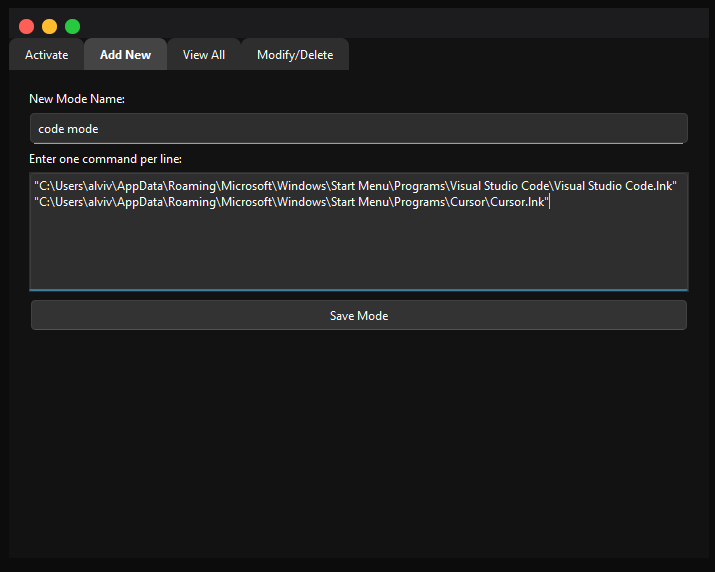 Activate
Add New
View All
Modify/Delete
New Mode Name:
code mode
Enter one command per line:
"C:\Users\alviv\AppData\Roaming\Microsoft\Windows\Start Menu\Programs\Visual Studio Code\Visual Studio Code.lnk"
"C:\Users\alviv\AppData\Roaming\Microsoft\Windows\Start Menu\Programs\Cursor\Cursor.lnk"
Save Mode